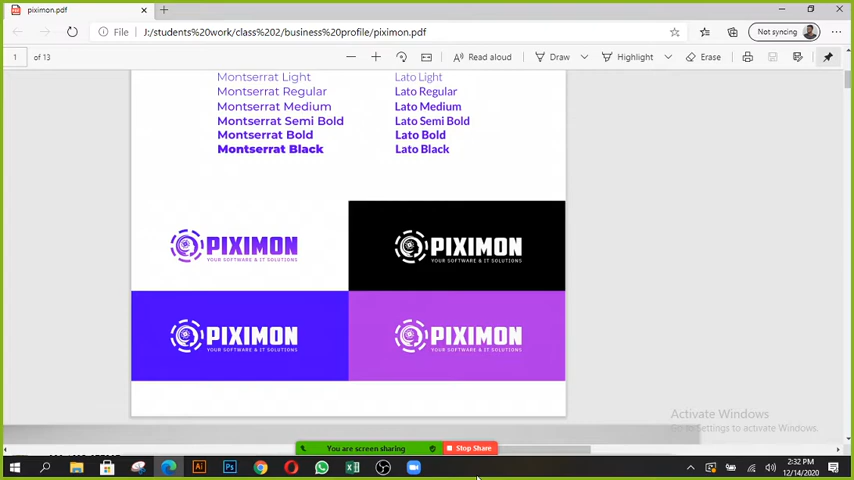 piximon.pdf
File
J:/students%20work/class%202/business%20profile/piximon.pdf
Not syncing
1 of 13
Read aloud
Draw
Highlight
Erase
Montserrat Light
Lato Light
Montserrat Regular
Lato Regular
Montserrat Medium
Lato Medium
Montserrat Semi Bold
Lato Semi Bold
Montserrat Bold
Lato Bold
Montserrat Black
Lato Black
PIXIMON
YOUR SOFTWARE & IT SOLUTIONS
PIXIMON
YOUR SOFTWARE & IT SOLUTIONS
PIXIMON
YOUR SOFTWARE & IT SOLUTIONS
PIXIMON
YOUR SOFTWARE & IT SOLUTIONS
Activate Windows
Go to Settings to activate Windows.
You are screen sharing
Stop Share
Ai
Ps
2:32 PM
12/14/2020